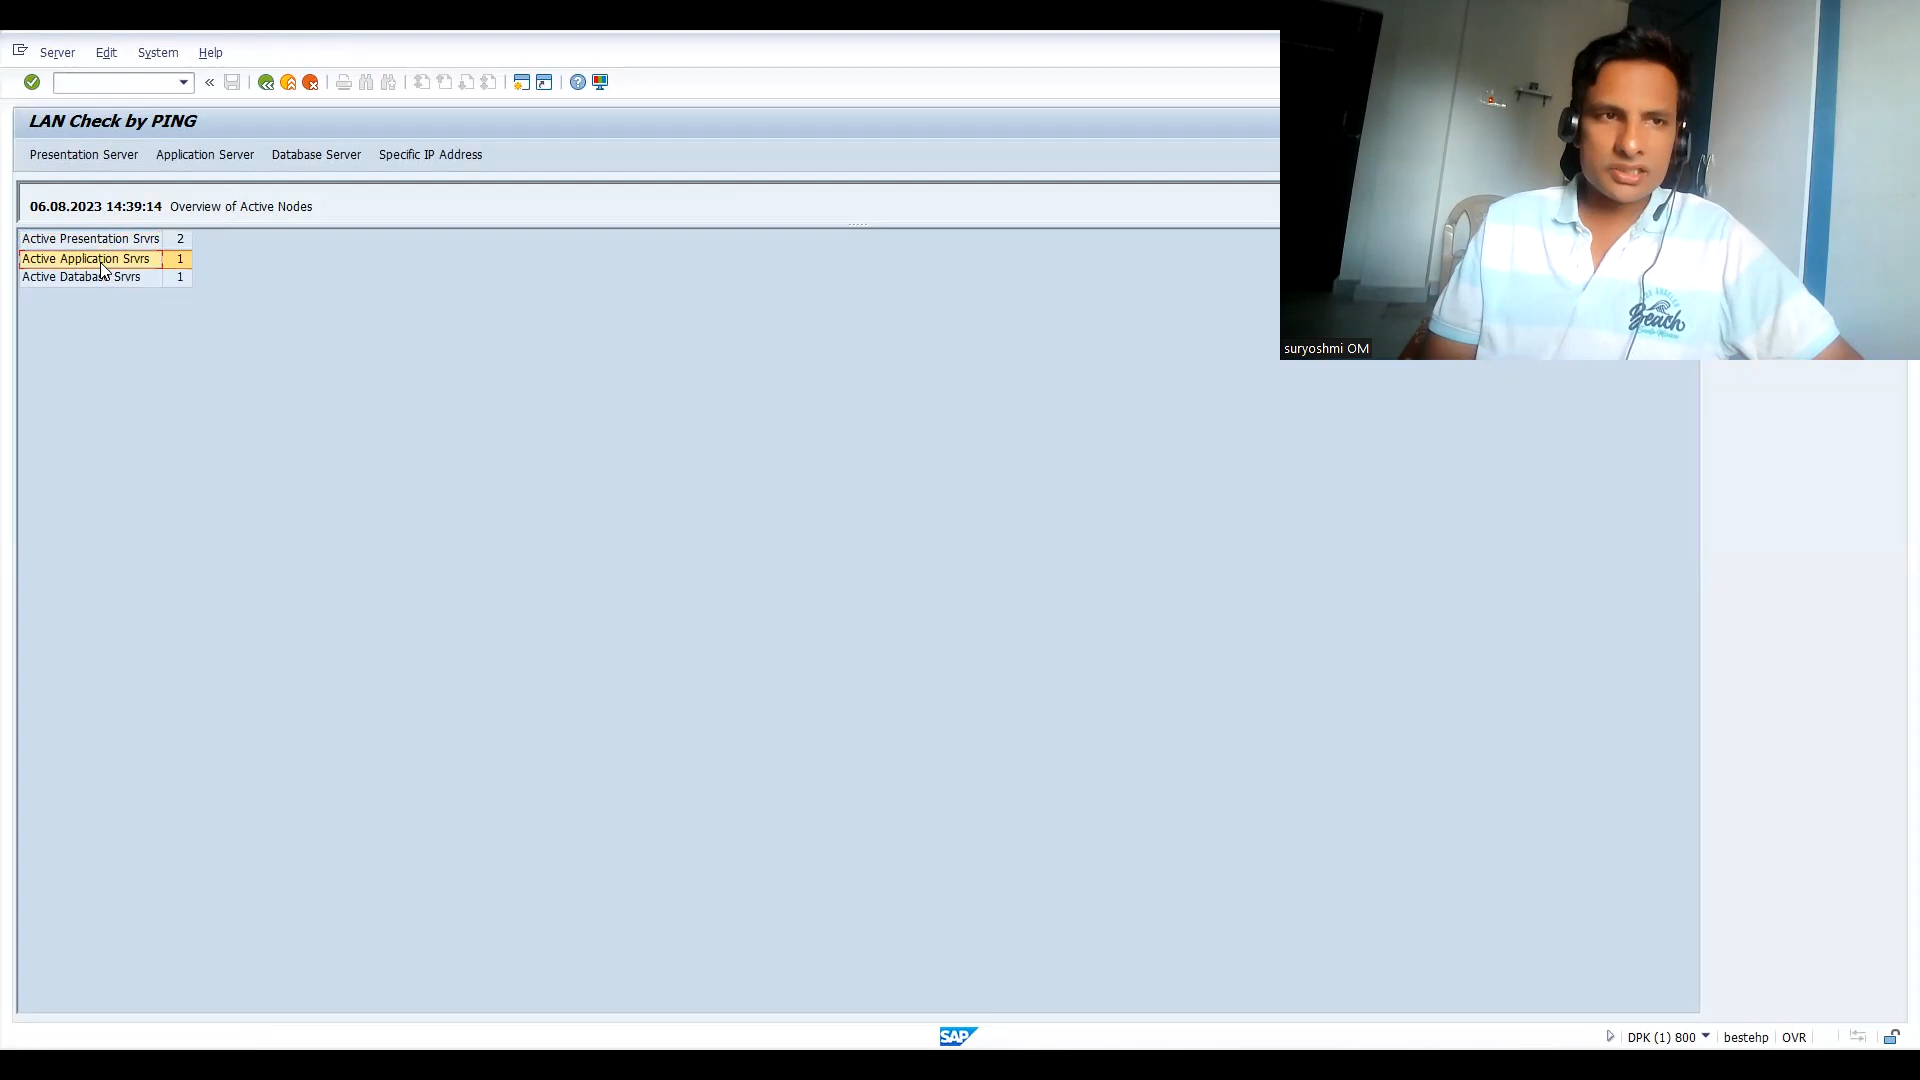 Server Edit System Help
LAN Check by PING
Presentation Server Application Server Database Server Specific IP Address
06.08.2023 14:39:14 Overview of Active Nodes
Active Presentation Srvrs 2
Active Application Srvrs 1
Active Database Srvrs 1
Beach
suryoshmi OM
SAP
DPK (1) 800 bestehp OVR